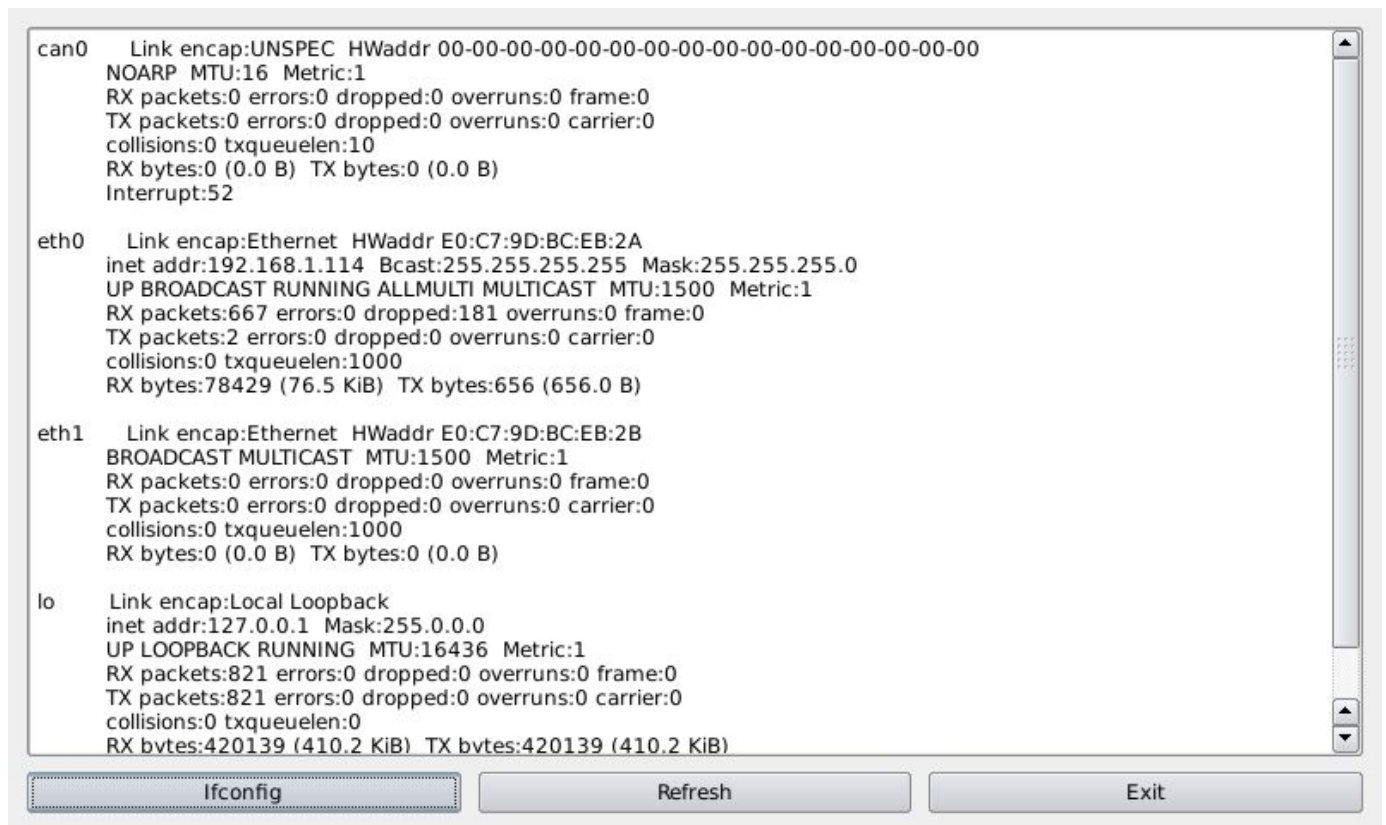 can0 Link encap:UNSPEC HWaddr 00-00-00-00-00-00-00-00-00-00-00-00-00-00-00-00
NOARP MTU:16 Metric:1
RX packets:0 errors:0 dropped:0 overruns:0 frame:0
TX packets:0 errors:0 dropped:0 overruns:0 carrier:0
collisions:0 txqueuelen:10
RX bytes:0 (0.0 B) TX bytes:0 (0.0 B)
Interrupt:52
eth0 Link encap:Ethernet HWaddr E0:C7:9D:BC:EB:2A
inet addr:192.168.1.114 Bcast:255.255.255.255 Mask:255.255.255.0
UP BROADCAST RUNNING ALLMULTI MULTICAST MTU:1500 Metric:1
RX packets:667 errors:0 dropped:181 overruns:0 frame:0
TX packets:2 errors:0 dropped:0 overruns:0 carrier:0
collisions:0 txqueuelen:1000
RX bytes:78429 (76.5 KiB) TX bytes:656 (656.0 B)
eth1 Link encap:Ethernet HWaddr E0:C7:9D:BC:EB:2B
BROADCAST MULTICAST MTU:1500 Metric:1
RX packets:0 errors:0 dropped:0 overruns:0 frame:0
TX packets:0 errors:0 dropped:0 overruns:0 carrier:0
collisions:0 txqueuelen:1000
RX bytes:0 (0.0 B) TX bytes:0 (0.0 B)
lo Link encap:Local Loopback
inet addr:127.0.0.1 Mask:255.0.0.0
UP LOOPBACK RUNNING MTU:16436 Metric:1
RX packets:821 errors:0 dropped:0 overruns:0 frame:0
TX packets:821 errors:0 dropped:0 overruns:0 carrier:0
collisions:0 txqueuelen:0
RX bytes:420139 (410.2 KiB) TX bytes:420139 (410.2 KiB)
Ifconfig Refresh Exit